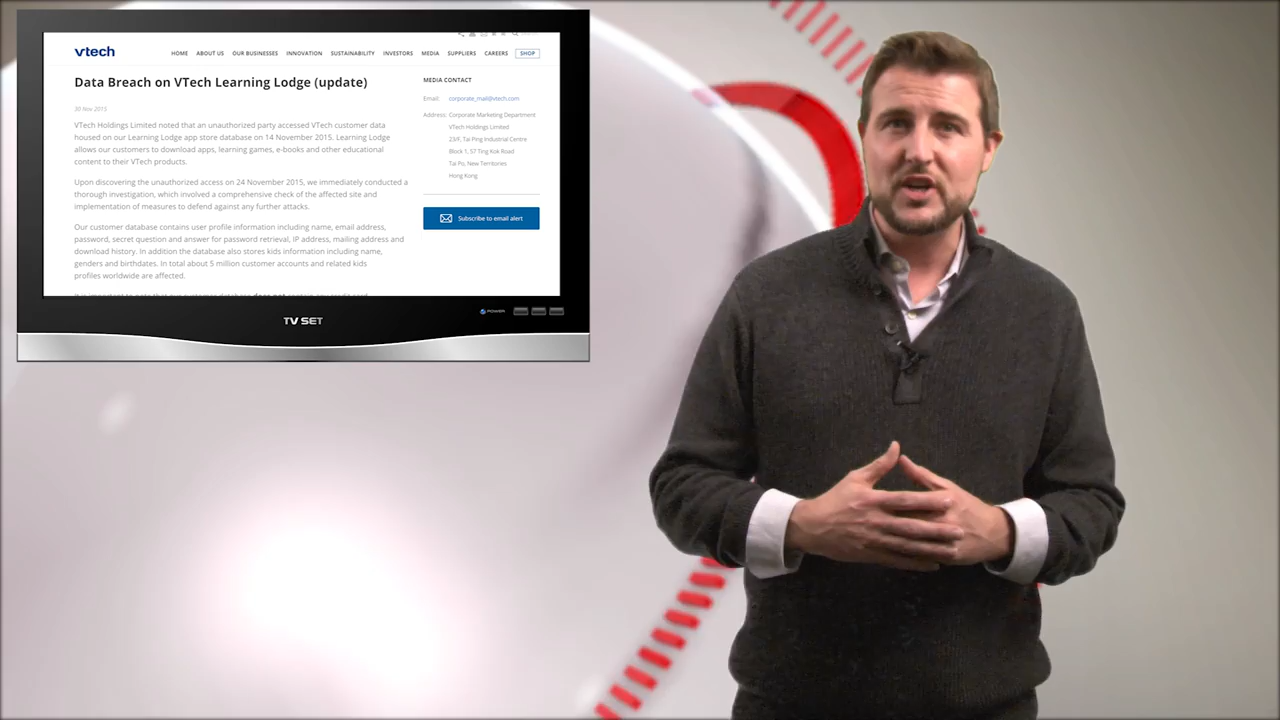 vtech
HOME ABOUT US OUR BUSINESSES INNOVATION SUSTAINABILITY INVESTORS MEDIA SUPPLIERS CAREERS SHOP
Data Breach on VTech Learning Lodge (update)
30 Nov 2015
VTech Holdings Limited noted that an unauthorized party accessed VTech customer data
housed on our Learning Lodge app store database on 14 November 2015. Learning Lodge
allows our customers to download apps, learning games, e-books and other educational
content to their VTech products.
Upon discovering the unauthorized access on 24 November 2015, we immediately conducted a
thorough investigation, which involved a comprehensive check of the affected site and
implementation of measures to defend against any further attacks.
Our customer database contains user profile information including name, email address,
password, secret question and answer for password retrieval, IP address, mailing address and
download history. In addition the database also stores kids information including name,
genders and birthdates. In total about 5 million customer accounts and related kids
profiles worldwide are affected.
MEDIA CONTACT
Email: corporate_mail@vtech.com
Address: Corporate Marketing Department
VTech Holdings Limited
23/F, Tai Ping Industrial Centre
Block 1, 57 Ting Kok Road
Tai Po, New Territories
Hong Kong
Subscribe to email alert
TV SET
POWER